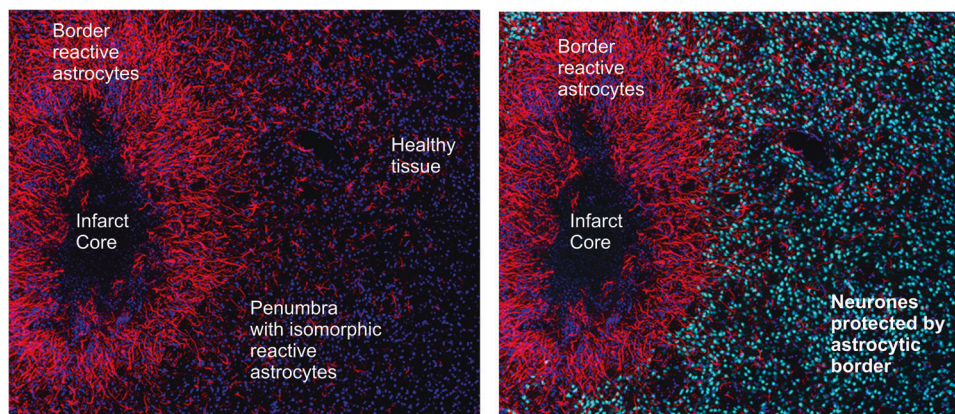 Border
reactive
astrocytes
Healthy
tissue
Infarct
Core
Penumbra
with isomorphic
reactive
astrocytes
Border
reactive
astrocytes
Infarct
Core
Neurones
protected by
astrocytic
border